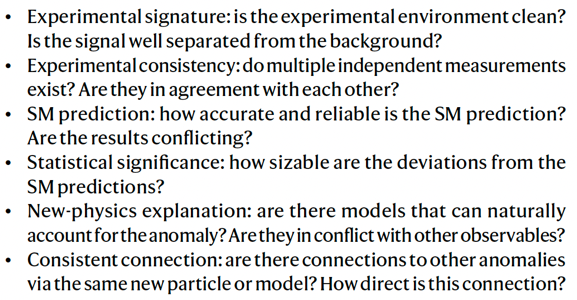 • Experimental signature: is the experimental environment clean?
Is the signal well separated from the background?
• Experimental consistency: do multiple independent measurements
exist? Are they in agreement with each other?
• SM prediction: how accurate and reliable is the SM prediction?
Are the results conflicting?
• Statistical significance: how sizable are the deviations from the
SM predictions?
• New-physics explanation: are there models that can naturally
account for the anomaly? Are they in conflict with other observables?
• Consistent connection: are there connections to other anomalies
via the same new particle or model? How direct is this connection?